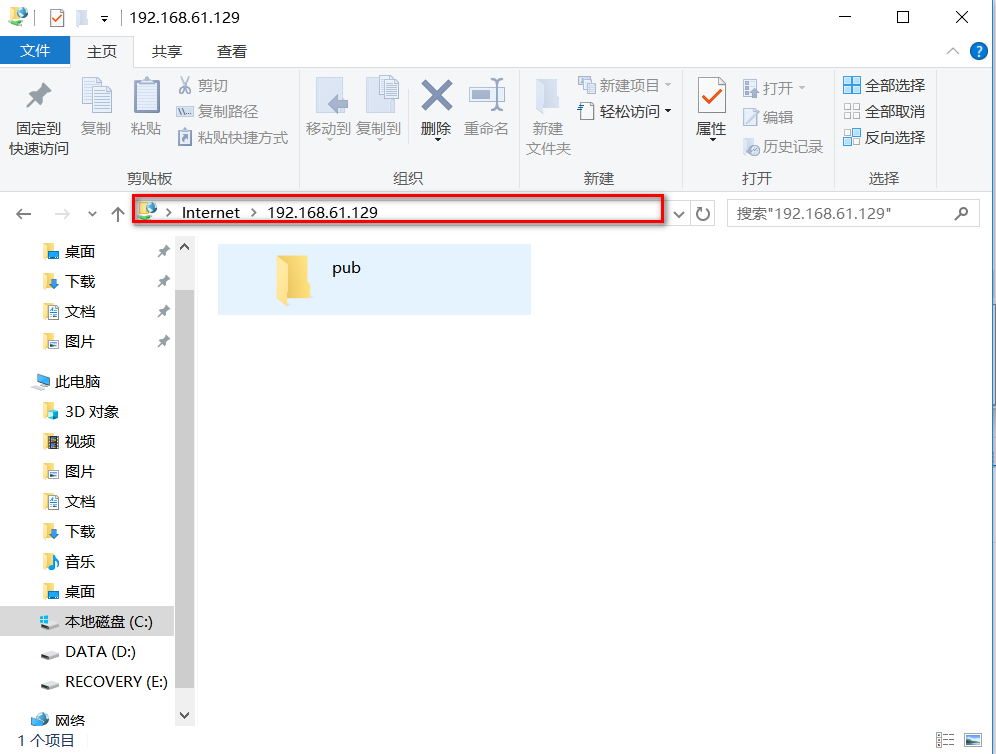 192.168.61.129
文件 主页 共享 查看
固定到
快速访问
复制
粘贴
剪切
复制路径
粘贴快捷方式
剪贴板
移动到
复制到
删除
重命名
组织
新建
文件夹
新建项目
轻松访问
新建
属性
打开
编辑
历史记录
打开
全部选择
全部取消
反向选择
选择
Internet 192.168.61.129
搜索"192.168.61.129"
桌面
下载
文档
图片
此电脑
3D 对象
视频
图片
文档
下载
音乐
桌面
本地磁盘 (C:)
DATA (D:)
RECOVERY (E:)
网络
pub
1 个项目